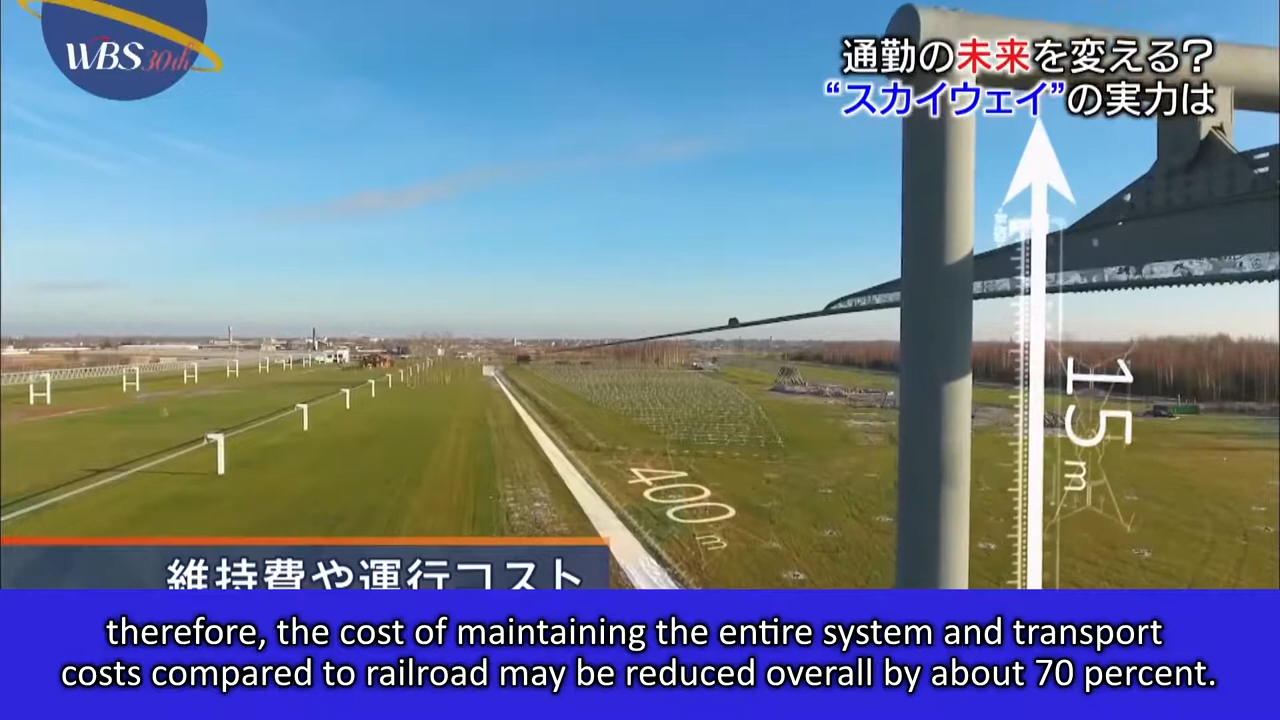 WBS 30th
通勤の未来を変える?
“スカイウェイ”の実力は
15m
400m
維持費や運行コスト
therefore, the cost of maintaining the entire system and transport
costs compared to railroad may be reduced overall by about 70 percent.